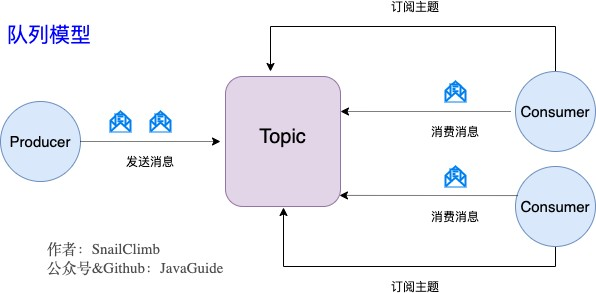 队列模型
订阅主题
Producer
发送消息
Topic
消费消息
Consumer
消费消息
Consumer
作者：SnailClimb
公众号&Github：JavaGuide
订阅主题